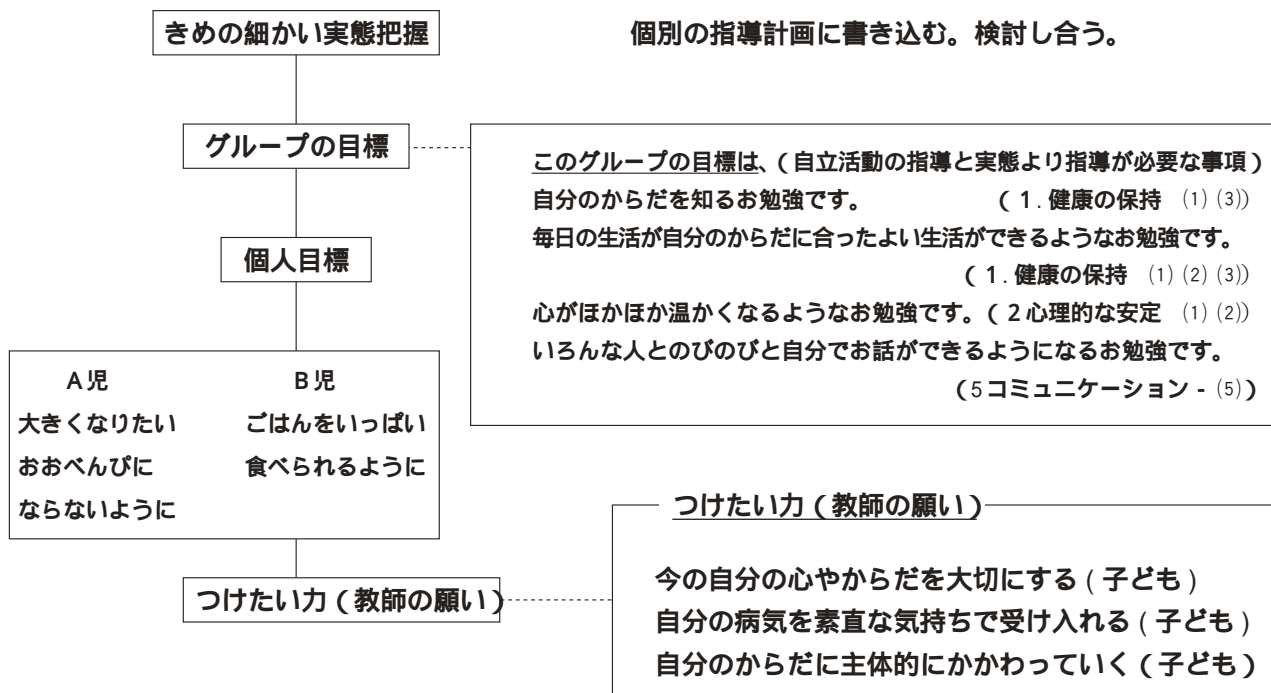 きめの細かい実態把握
個別の指導計画に書き込む。検討し合う。
グループの目標
このグループの目標は、(自立活動の指導と実態より指導が必要な事項)
自分のからだを知るお勉強です。 (1.健康の保持 (1)(3))
毎日の生活が自分のからだに合ったよい生活ができるようなお勉強です。
(1.健康の保持 (1)(2)(3))
心がほかほか温かくなるようなお勉強です。(2心理的な安定 (1)(2))
いろんな人とのびのびと自分でお話ができるようになるお勉強です。
(5コミュニケーション-(5))
個人目標
A児 B児
大きくなりたい ごはんをいっぱい
おおべんぴに 食べられるように
ならないように
つけたい力(教師の願い)
つけたい力(教師の願い)
今の自分の心やからだを大切にする(子ども)
自分の病気を素直な気持ちで受け入れる(子ども)
自分のからだに主体的にかかわっていく(子ども)